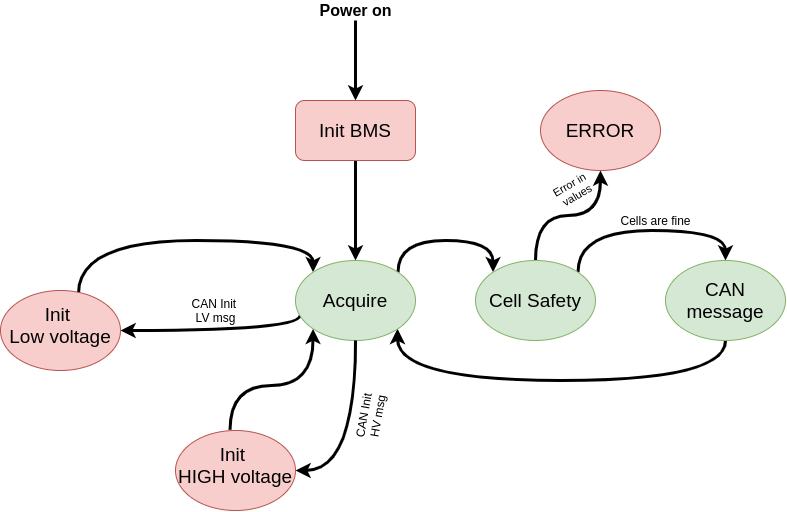 Power on
Init BMS
ERROR
Error in
values
Cells are fine
Acquire
Cell Safety
CAN
message
CAN Init
LV msg
Init
Low voltage
CAN Init
HV msg
Init
HIGH voltage